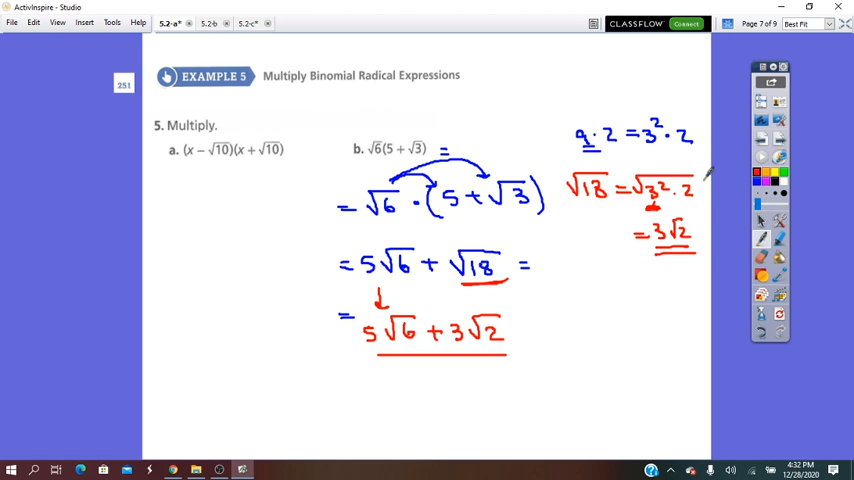 ActivInspire - Studio
File Edit View Insert Tools Help
5.2-a* 5.2-b 5.2-c*
CLASSFLOW Connect
Page 7 of 9
Best Fit
251
EXAMPLE 5 Multiply Binomial Radical Expressions
5. Multiply.
a. (x − √10)(x + √10)
b. √6(5 + √3) =
= √6 · (5 + √3)
= 5√6 + √18 =
= 5√6 + 3√2
9 · 2 = 3² · 2
√18 = √3² · 2
= 3√2
4:32 PM
12/28/2020